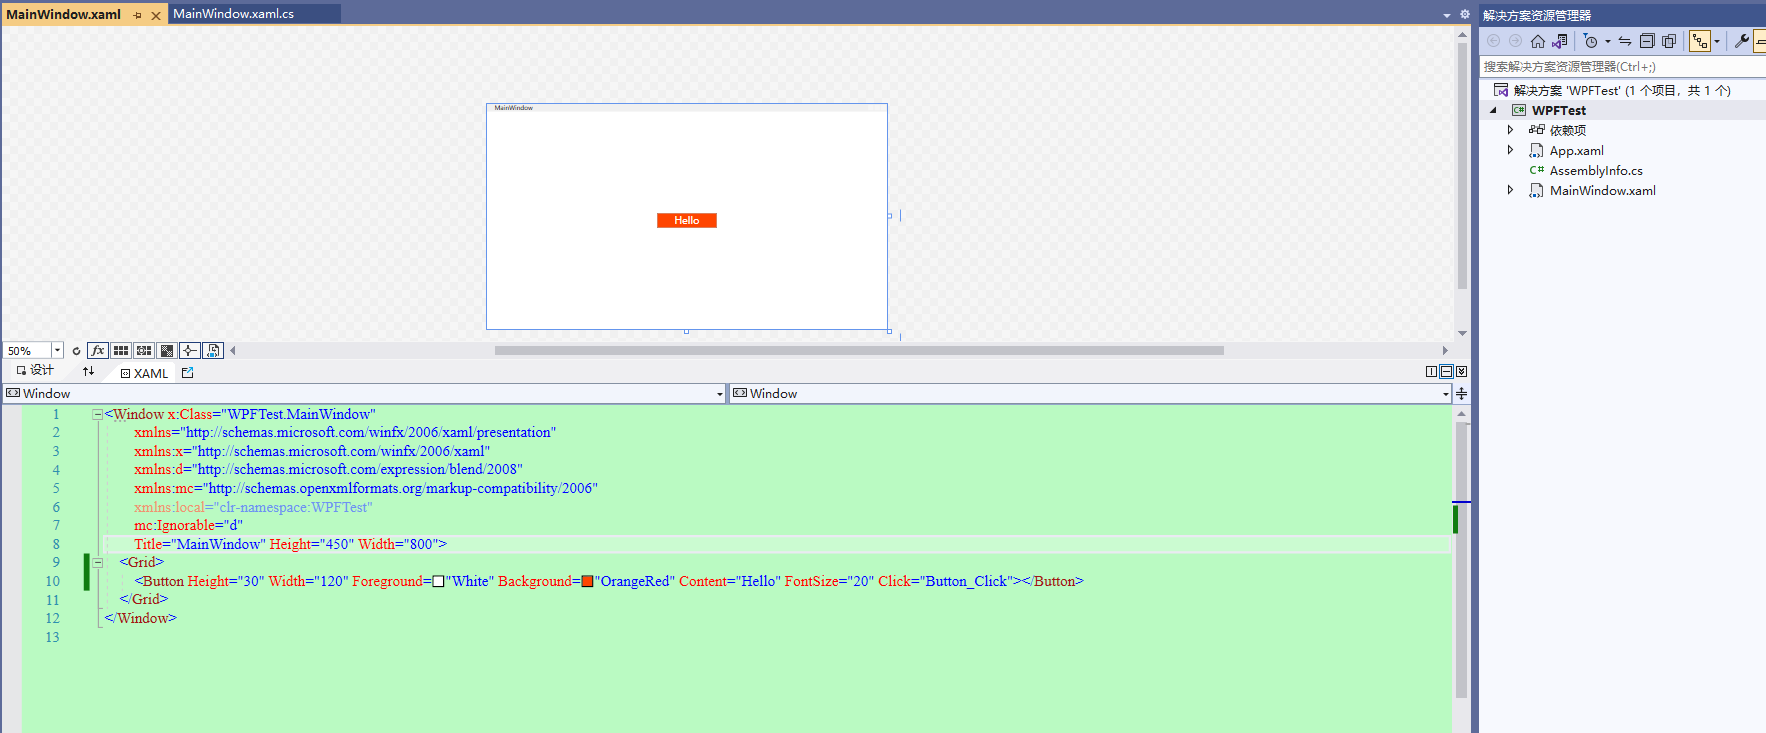 MainWindow.xaml
MainWindow.xaml.cs
MainWindow
Hello
50%
fx
设计
XAML
Window
Window
1 <Window x:Class="WPFTest.MainWindow"
2 xmlns="http://schemas.microsoft.com/winfx/2006/xaml/presentation"
3 xmlns:x="http://schemas.microsoft.com/winfx/2006/xaml"
4 xmlns:d="http://schemas.microsoft.com/expression/blend/2008"
5 xmlns:mc="http://schemas.openxmlformats.org/markup-compatibility/2006"
6 xmlns:local="clr-namespace:WPFTest"
7 mc:Ignorable="d"
8 Title="MainWindow" Height="450" Width="800">
9 <Grid>
10 <Button Height="30" Width="120" Foreground="White" Background="OrangeRed" Content="Hello" FontSize="20" Click="Button_Click"></Button>
11 </Grid>
12 </Window>
13
解决方案资源管理器
搜索解决方案资源管理器(Ctrl+;)
解决方案 'WPFTest' (1 个项目，共 1 个)
C# WPFTest
依赖项
App.xaml
C# AssemblyInfo.cs
MainWindow.xaml